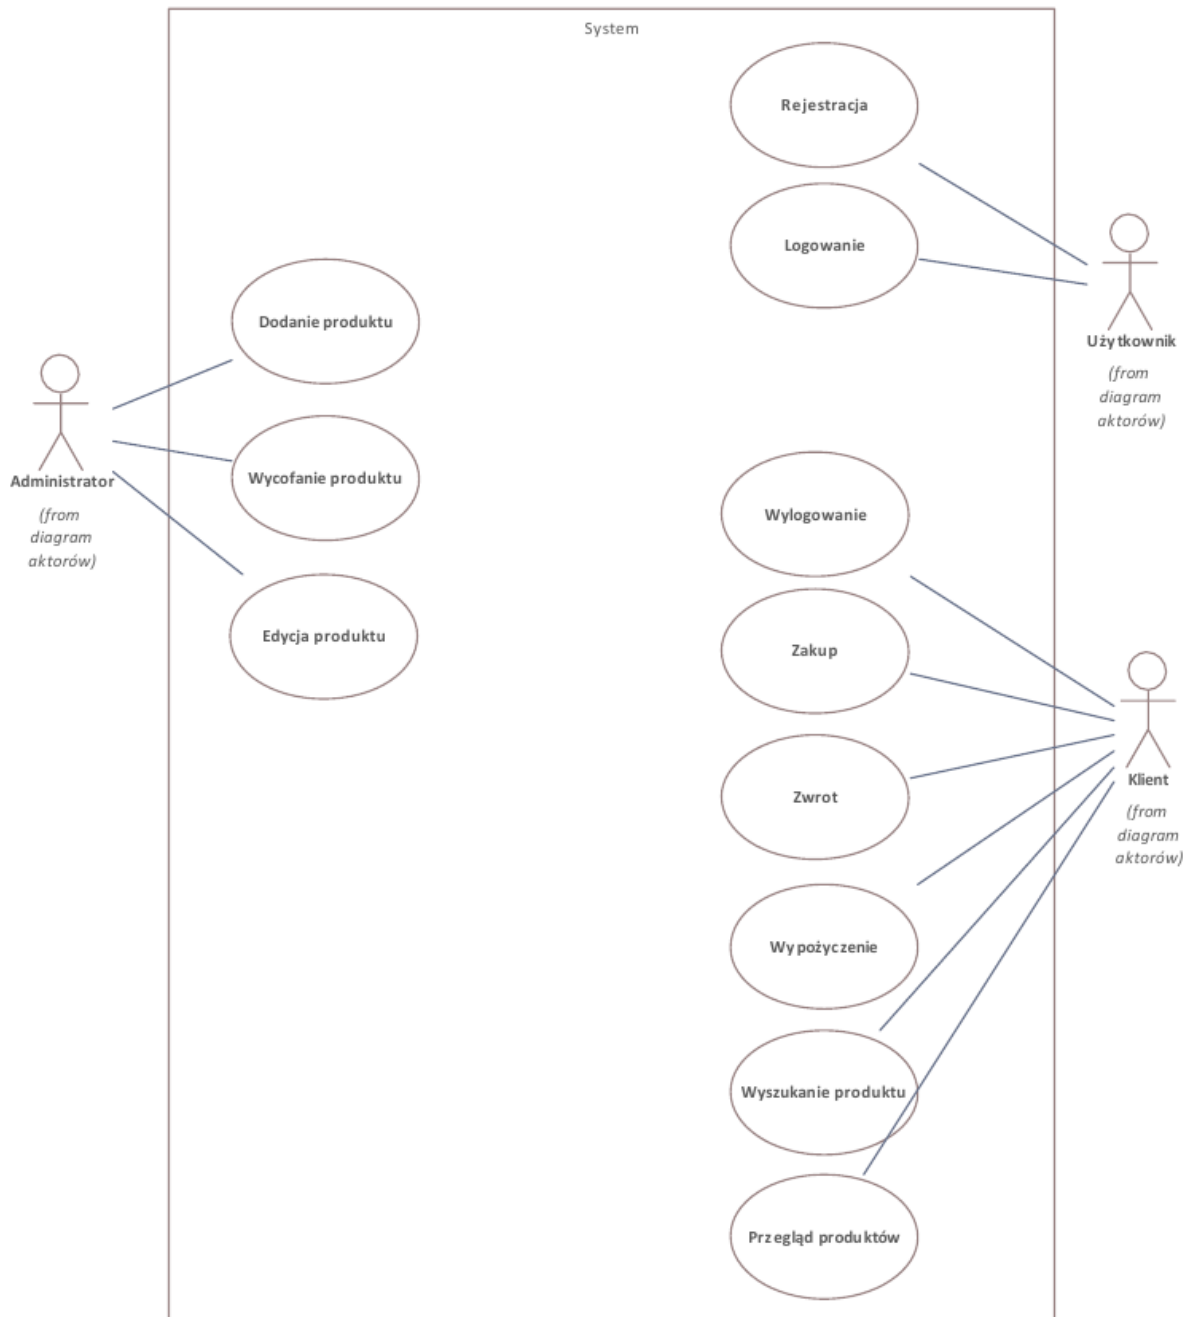 System
Rejestracja
Logowanie
Użytkownik
(from
diagram
aktorów)
Dodanie produktu
Wycofanie produktu
Edycja produktu
Administrator
(from
diagram
aktorów)
Wylogowanie
Zakup
Zwrot
Klient
(from
diagram
aktorów)
Wypożyczenie
Wyszukanie produktu
Przegląd produktów